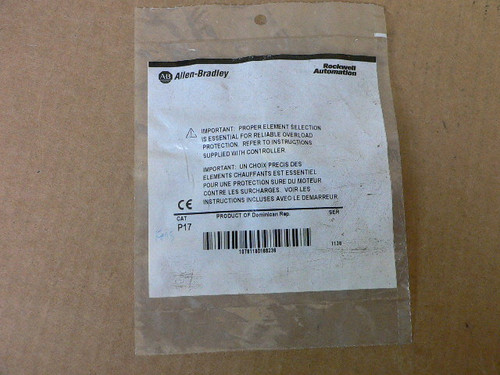 AB Allen-Bradley
Rockwell
Automation
IMPORTANT: PROPER ELEMENT SELECTION
IS ESSENTIAL FOR RELIABLE OVERLOAD
PROTECTION. REFER TO INSTRUCTIONS
SUPPLIED WITH CONTROLLER.
IMPORTANT: UN CHOIX PRECIS DES
ELEMENTS CHAUFFANTS EST ESSENTIEL
POUR UNE PROTECTION SURE DU MOTEUR
CONTRE LES SURCHARGES. VOIR LES
INSTRUCTIONS INCLUSES AVEC LE DEMARREUR.
CE
CAT PRODUCT OF Dominican Rep. SER
P17